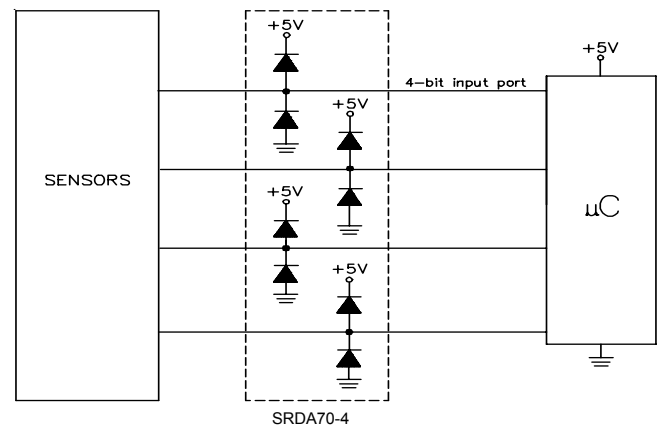 +5V
+5V
4-bit input port
+5V
SENSORS
+5V
μC
+5V
SRDA70-4